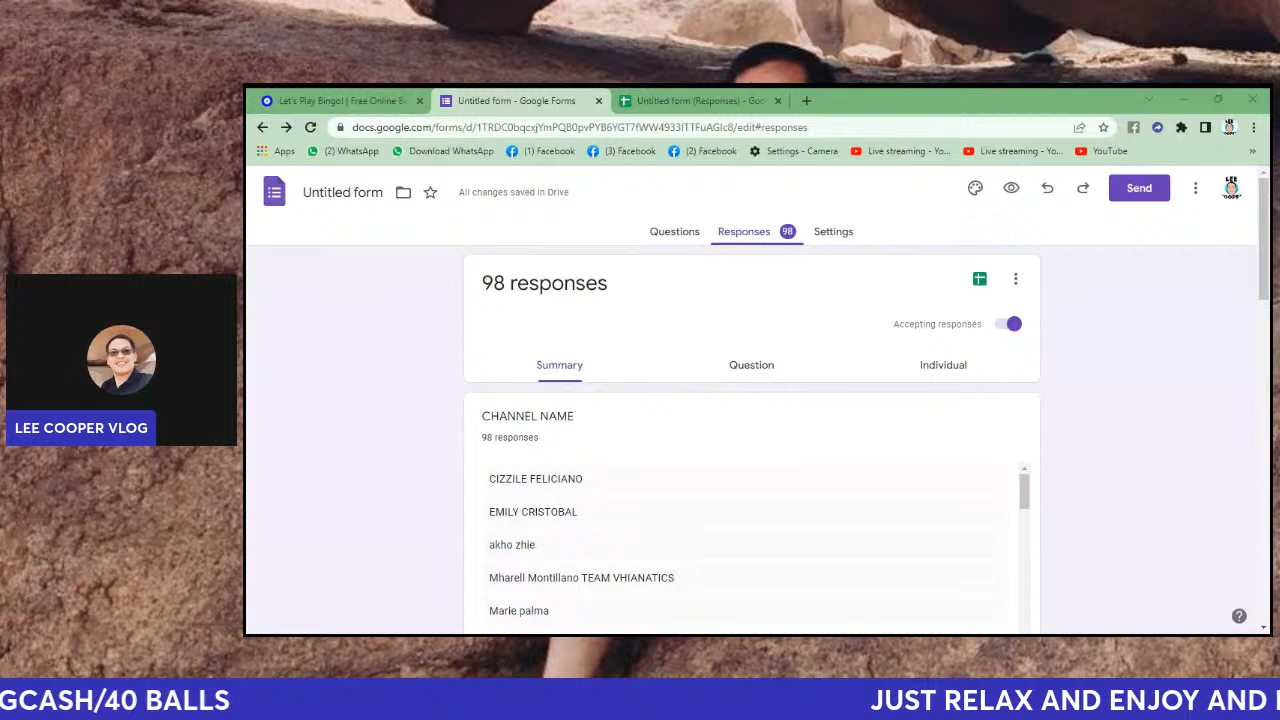 Let's Play Bingo! | Free Online B
Untitled form - Google Forms
Untitled form (Responses) - Goo
docs.google.com/forms/d/1TRDC0bqcxjYmPQB0pvPYB6YGT7fWW4933ITTFuAGIc8/edit#responses
Apps
(2) WhatsApp
Download WhatsApp
(1) Facebook
(3) Facebook
(2) Facebook
Settings - Camera
Live streaming - Yo...
Live streaming - Yo...
YouTube
Untitled form
All changes saved in Drive
Send
LEE
Questions
Responses 98
Settings
98 responses
Accepting responses
Summary
Question
Individual
CHANNEL NAME
98 responses
CIZZILE FELICIANO
EMILY CRISTOBAL
akho zhie
Mharell Montillano TEAM VHIANATICS
Marie palma
LEE COOPER VLOG
GCASH/40 BALLS
JUST RELAX AND ENJOY AND